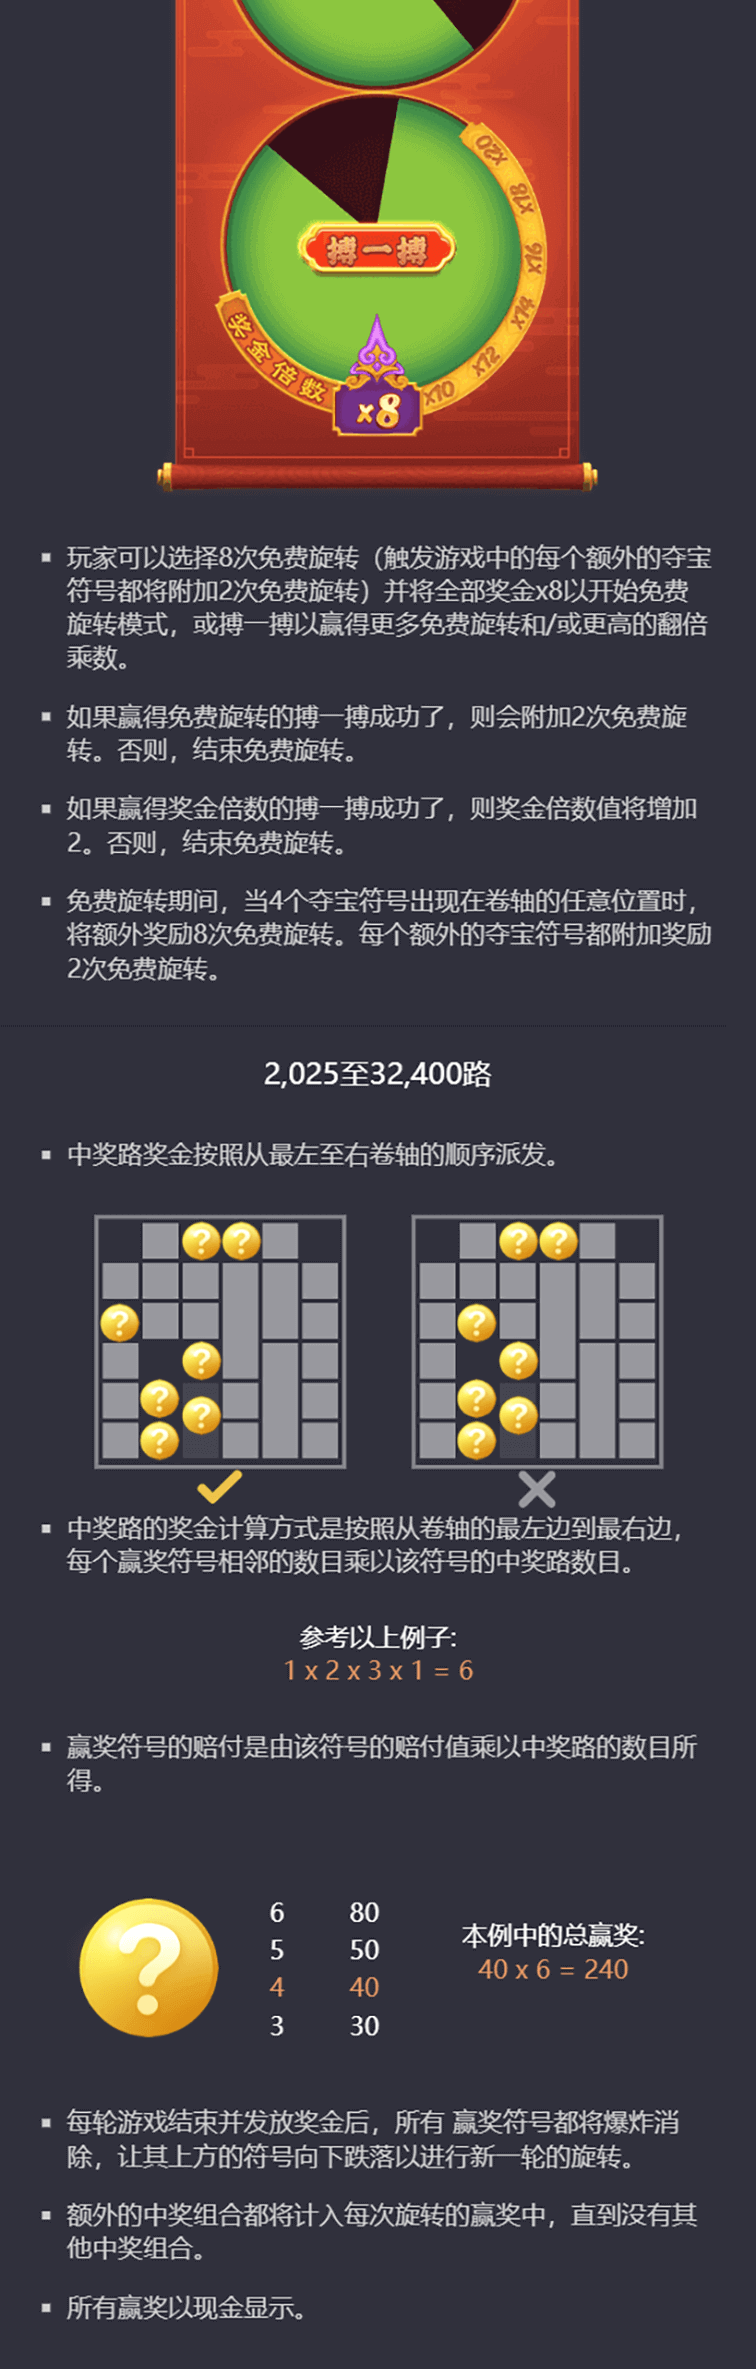 x20
x18
x16
x14
x12
x10
搏一搏
奖金倍数
x8
玩家可以选择8次免费旋转（触发游戏中的每个额外的夺宝
符号都将附加2次免费旋转）并将全部奖金x8以开始免费
旋转模式，或搏一搏以赢得更多免费旋转和/或更高的翻倍
乘数。
如果赢得免费旋转的搏一搏成功了，则会附加2次免费旋
转。否则，结束免费旋转。
如果赢得奖金倍数的搏一搏成功了，则奖金倍数值将增加
2。否则，结束免费旋转。
免费旋转期间，当4个夺宝符号出现在卷轴的任意位置时，
将额外奖励8次免费旋转。每个额外的夺宝符号都附加奖励
2次免费旋转。
2,025至32,400路
中奖路奖金按照从最左至右卷轴的顺序派发。
? ? ? ?
? ? ? ?
? ?
? ?
? ?
? ?
中奖路的奖金计算方式是按照从卷轴的最左边到最右边，
每个赢奖符号相邻的数目乘以该符号的中奖路数目。
参考以上例子:
1 x 2 x 3 x 1 = 6
赢奖符号的赔付是由该符号的赔付值乘以中奖路的数目所
得。
?
6 80
5 50
4 40
3 30
本例中的总赢奖:
40 x 6 = 240
每轮游戏结束并发放奖金后，所有 赢奖符号都将爆炸消
除，让其上方的符号向下跌落以进行新一轮的旋转。
额外的中奖组合都将计入每次旋转的赢奖中，直到没有其
他中奖组合。
所有赢奖以现金显示。